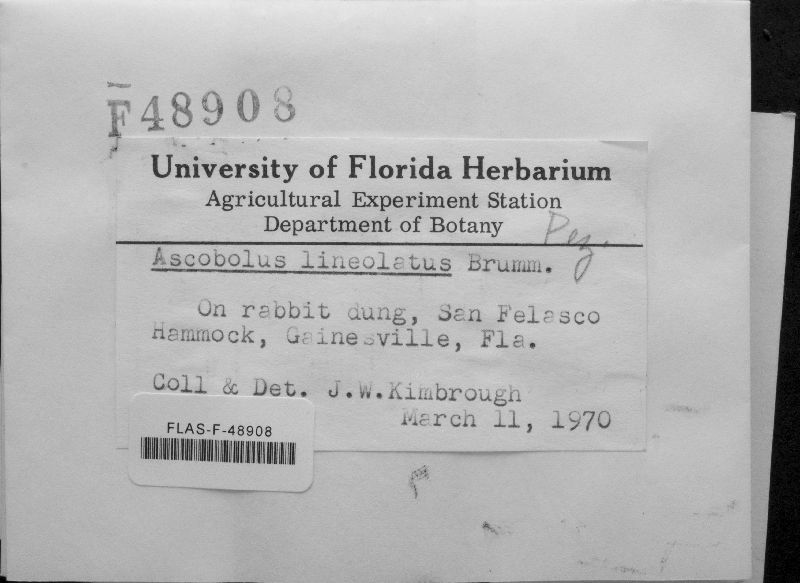 F48908
University of Florida Herbarium
Agricultural Experiment Station
Department of Botany
Pez.
Ascobolus lineolatus Brumm.
On rabbit dung, San Felasco
Hammock, Gainesville, Fla.
Coll & Det. J.W.Kimbrough
March 11, 1970
FLAS-F-48908